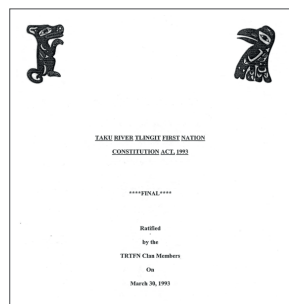 TAKU RIVER TLINGIT FIRST NATION
CONSTITUTION ACT, 1993
****FINAL****
Ratified
by the
TRTFN Clan Members
On
March 30, 1993